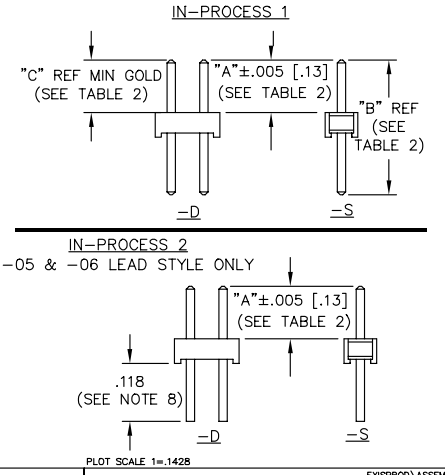 IN-PROCESS 1
"C" REF MIN GOLD
(SEE TABLE 2)
"A"±.005 [.13]
(SEE TABLE 2)
"B" REF
(SEE
TABLE 2)
-D
-S
IN-PROCESS 2
-05 & -06 LEAD STYLE ONLY
"A"±.005 [.13]
(SEE TABLE 2)
.118
(SEE NOTE 8)
-D
-S
PLOT SCALE 1=.1428